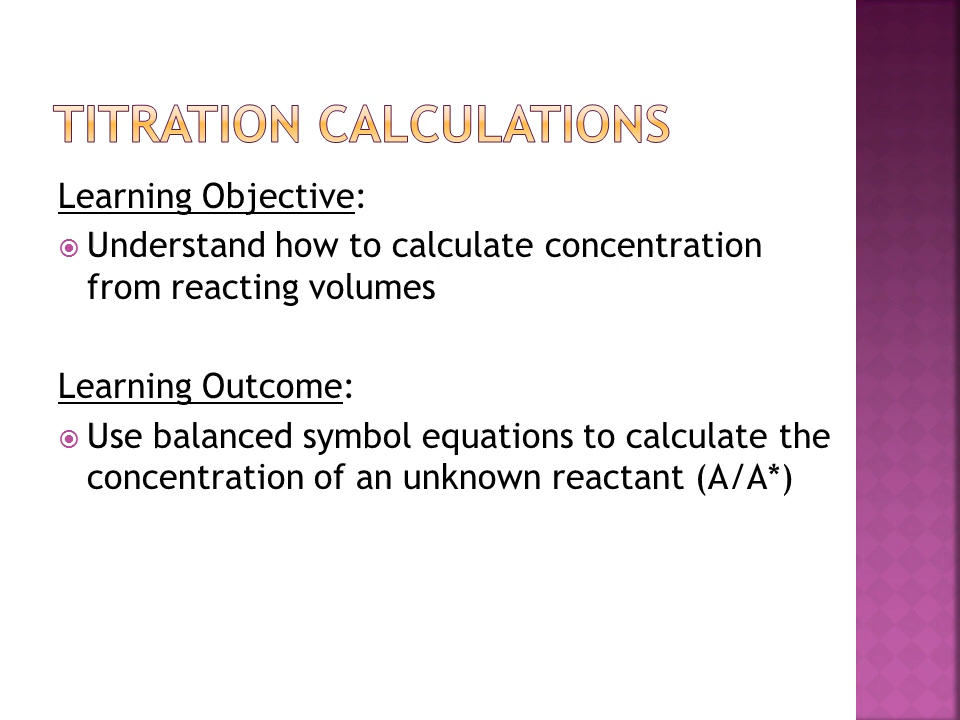 TITRATION CALCULATIONS
Learning Objective:
Understand how to calculate concentration
from reacting volumes
Learning Outcome:
Use balanced symbol equations to calculate the
concentration of an unknown reactant (A/A*)